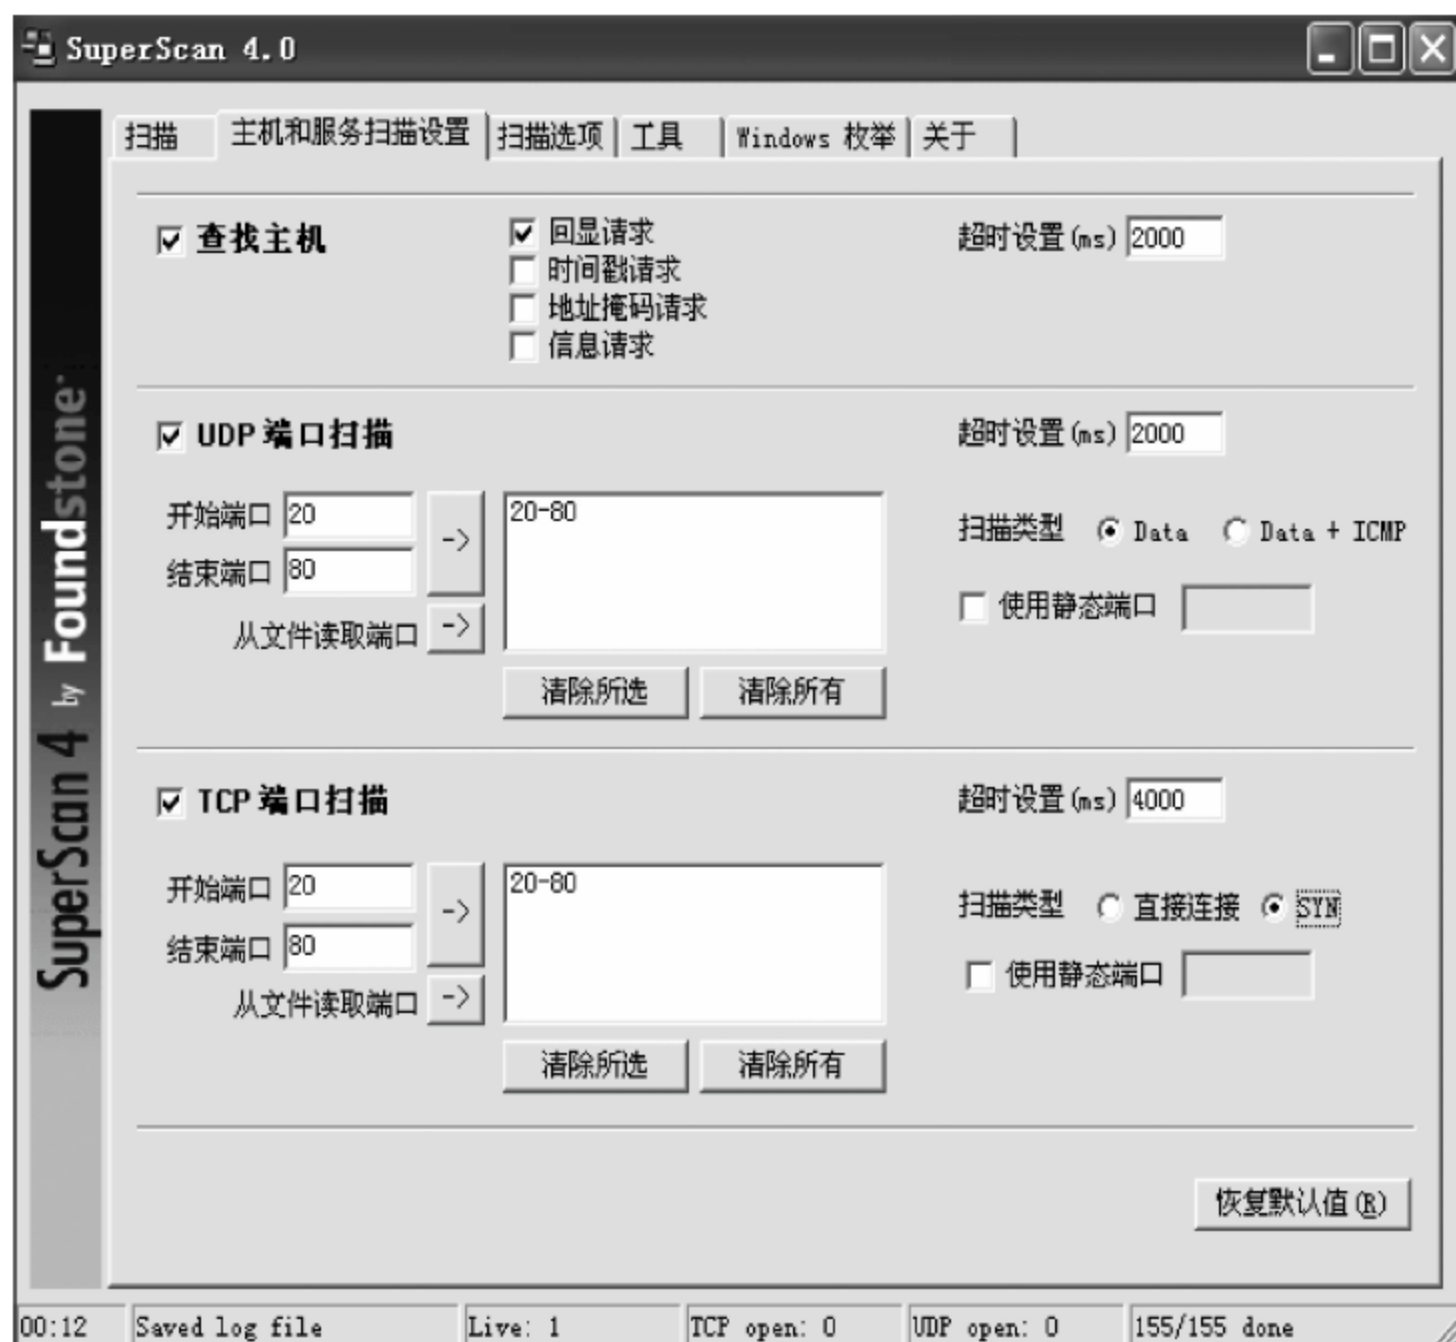 SuperScan 4.0
扫描 主机和服务扫描设置 扫描选项 工具 Windows 枚举 关于
查找主机
回显请求
时间戳请求
地址掩码请求
信息请求
超时设置(ms) 2000
UDP 端口扫描
超时设置(ms) 2000
开始端口 20
结束端口 80
->
从文件读取端口 ->
20-80
清除所选 清除所有
扫描类型 Data Data + ICMP
使用静态端口
TCP 端口扫描
超时设置(ms) 4000
开始端口 20
结束端口 80
->
从文件读取端口 ->
20-80
清除所选 清除所有
扫描类型 直接连接 SYN
使用静态端口
恢复默认值(R)
SuperScan 4 by Foundstone
00:12 Saved log file Live: 1 TCP open: 0 UDP open: 0 155/155 done